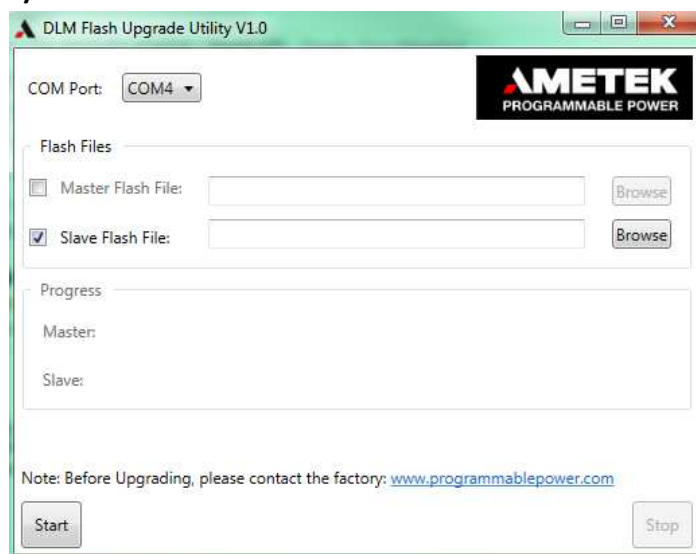 DLM Flash Upgrade Utility V1.0
COM Port: COM4
AMETEK
PROGRAMMABLE POWER
Flash Files
Master Flash File: Browse
Slave Flash File: Browse
Progress
Master:
Slave:
Note: Before Upgrading, please contact the factory: www.programmablepower.com
Start Stop